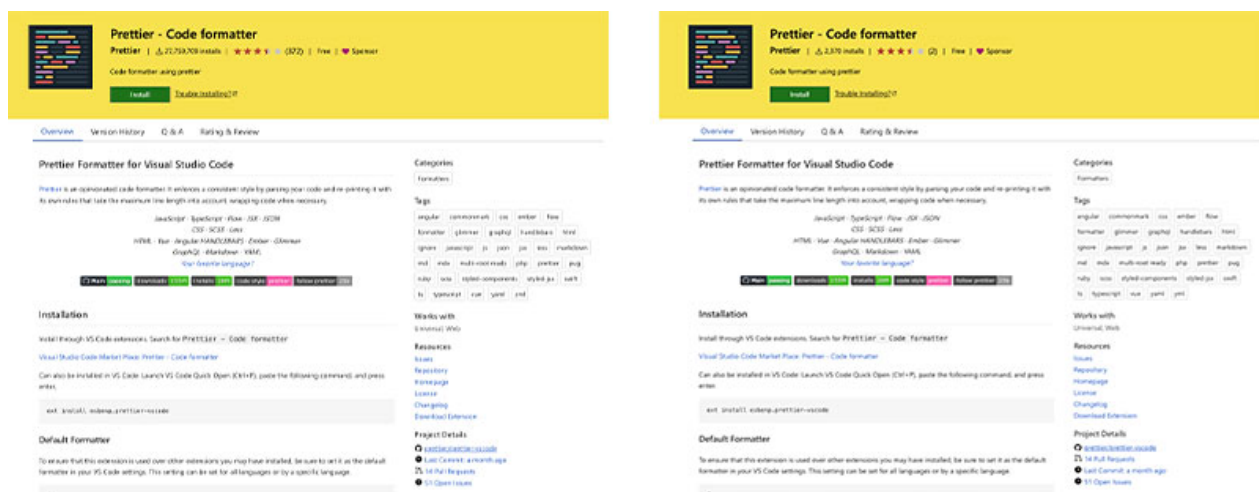 Prettier - Code formatter
Prettier | 27,759,709 installs | (372) | Free | Sponsor
Code formatter using prettier
Install Trouble Installing?
Overview Version History Q & A Rating & Review
Prettier Formatter for Visual Studio Code
Prettier is an opinionated code formatter. It enforces a consistent style by parsing your code and re-printing it with
its own rules that take the maximum line length into account, wrapping code when necessary.
JavaScript · TypeScript · Flow · JSX · JSON
CSS · SCSS · Less
HTML · Vue · Angular HANDLEBARS · Ember · Glimmer
GraphQL · Markdown · YAML
Your favorite language?
Main passing downloads installs code style prettier follow prettier
Installation
Install through VS Code extensions. Search for Prettier - Code formatter
Visual Studio Code Market Place: Prettier - Code formatter
Can also be installed in VS Code: Launch VS Code Quick Open (Ctrl+P), paste the following command, and press
enter.
ext install esbenp.prettier-vscode
Default Formatter
To ensure that this extension is used over other extensions you may have installed, be sure to set it as the default
formatter in your VS Code settings. This setting can be set for all languages or by a specific language.
Categories
Formatters
Tags
angular commonmark css ember flow
formatter glimmer graphql handlebars html
ignore javascript js json jsx less markdown
md mdx multi-root ready php prettier pug
ruby scss styled-components styled-jsx swift
ts typescript vue yaml yml
Works with
Universal, Web
Resources
Issues
Repository
Homepage
License
Changelog
Download Extension
Project Details
prettier/prettier-vscode
Last Commit: a month ago
14 Pull Requests
51 Open Issues
Prettier - Code formatter
Prettier | 2,370 installs | (2) | Free | Sponsor
Code formatter using prettier
Install Trouble Installing?
Overview Version History Q & A Rating & Review
Prettier Formatter for Visual Studio Code
Prettier is an opinionated code formatter. It enforces a consistent style by parsing your code and re-printing it with
its own rules that take the maximum line length into account, wrapping code when necessary.
JavaScript · TypeScript · Flow · JSX · JSON
CSS · SCSS · Less
HTML · Vue · Angular HANDLEBARS · Ember · Glimmer
GraphQL · Markdown · YAML
Your favorite language?
Main passing downloads installs code style prettier follow prettier
Installation
Install through VS Code extensions. Search for Prettier - Code formatter
Visual Studio Code Market Place: Prettier - Code formatter
Can also be installed in VS Code: Launch VS Code Quick Open (Ctrl+P), paste the following command, and press
enter.
ext install esbenp.prettier-vscode
Default Formatter
To ensure that this extension is used over other extensions you may have installed, be sure to set it as the default
formatter in your VS Code settings. This setting can be set for all languages or by a specific language.
Categories
Formatters
Tags
angular commonmark css ember flow
formatter glimmer graphql handlebars html
ignore javascript js json jsx less markdown
md mdx multi-root ready php prettier pug
ruby scss styled-components styled-jsx swift
ts typescript vue yaml yml
Works with
Universal, Web
Resources
Issues
Repository
Homepage
License
Changelog
Download Extension
Project Details
prettier/prettier-vscode
14 Pull Requests
Last Commit: a month ago
51 Open Issues